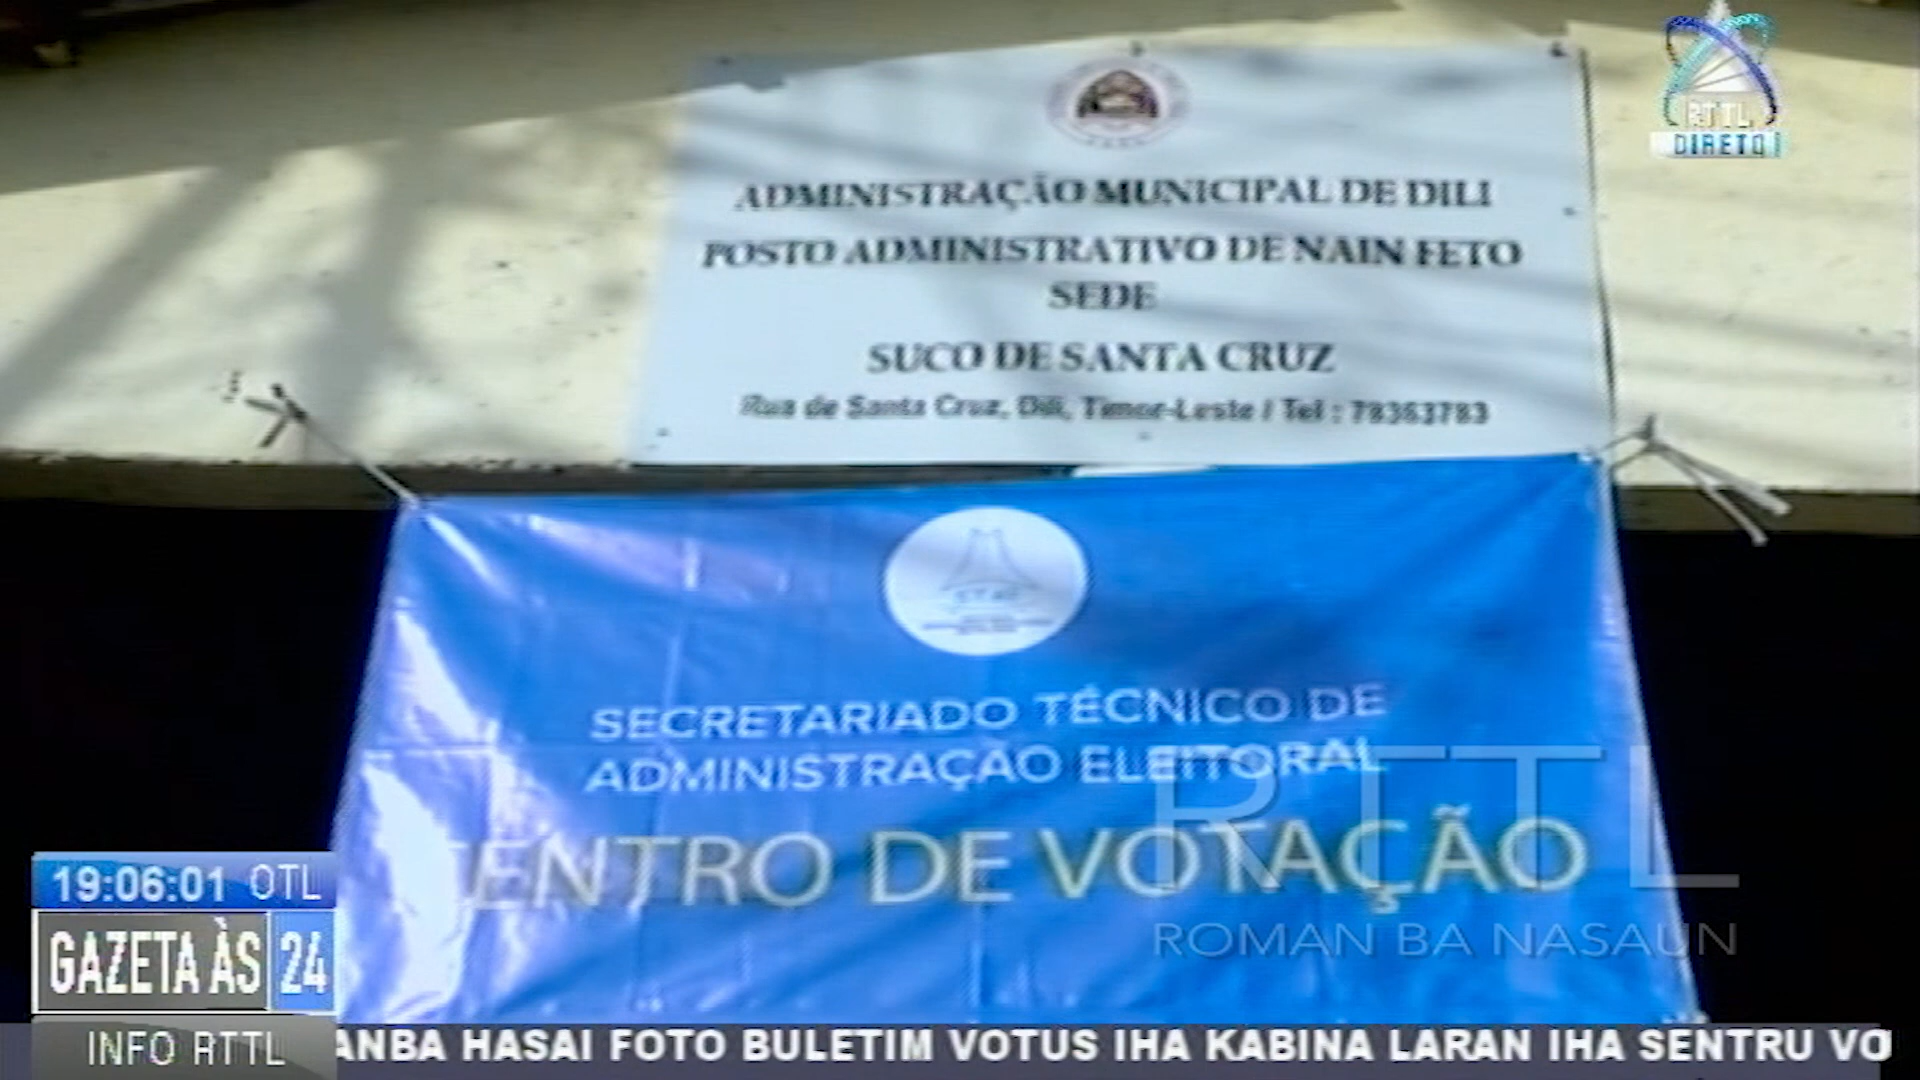 RTTL
DIRETO
ADMINISTRAÇÃO MUNICIPAL DE DILI
POSTO ADMINISTRATIVO DE NAIN FETO
SEDE
SUCO DE SANTA CRUZ
Rua de Santa Cruz, Dili, Timor-Leste / Tel : 78363783
SECRETARIADO TÉCNICO DE
ADMINISTRAÇÃO ELEITORAL
ENTRO DE VOTAÇÃO
RTTL
ROMAN BA NASAUN
19:06:01 OTL
GAZETA ÀS 24
INFO RTTL
ANBA HASAI FOTO BULETIM VOTUS IHA KABINA LARAN IHA SENTRU VO